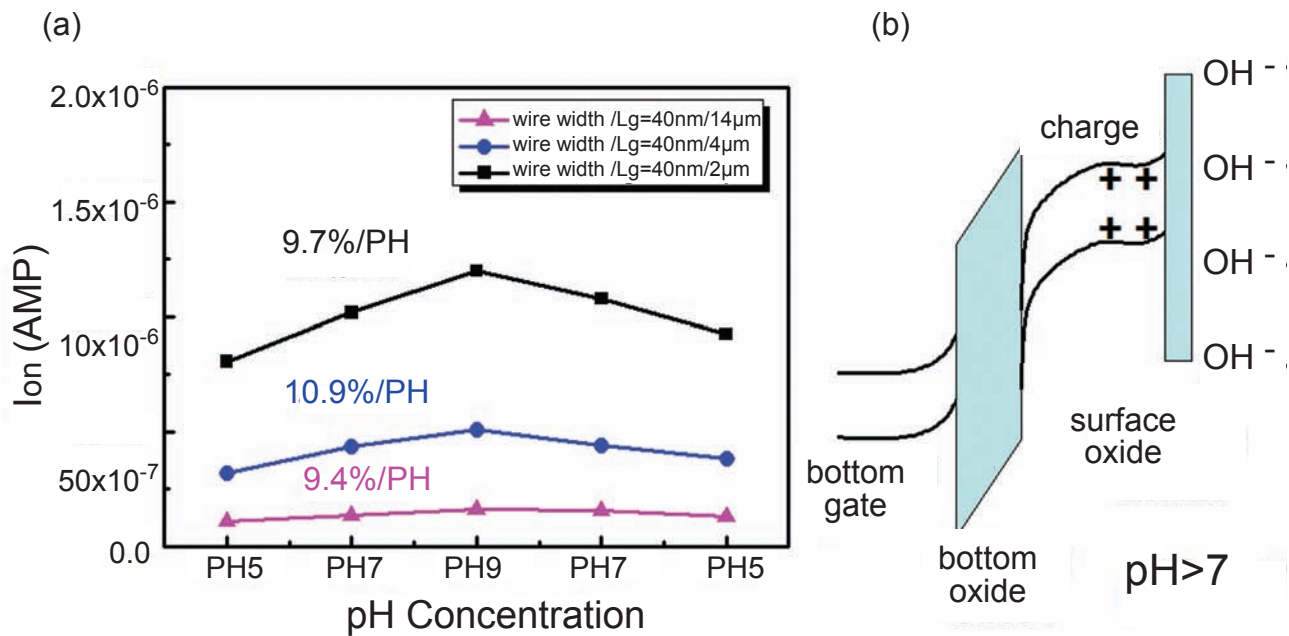 (a)
2.0x10⁻⁶
1.5x10⁻⁶
10x10⁻⁶
50x10⁻⁷
0.0
Ion (AMP)
wire width /Lg=40nm/14µm
wire width /Lg=40nm/4µm
wire width /Lg=40nm/2µm
9.7%/PH
10.9%/PH
9.4%/PH
PH5 PH7 PH9 PH7 PH5
pH Concentration
(b)
charge
OH -
OH -
OH -
OH -
+ +
+ +
bottom
gate
surface
oxide
bottom
oxide
pH>7